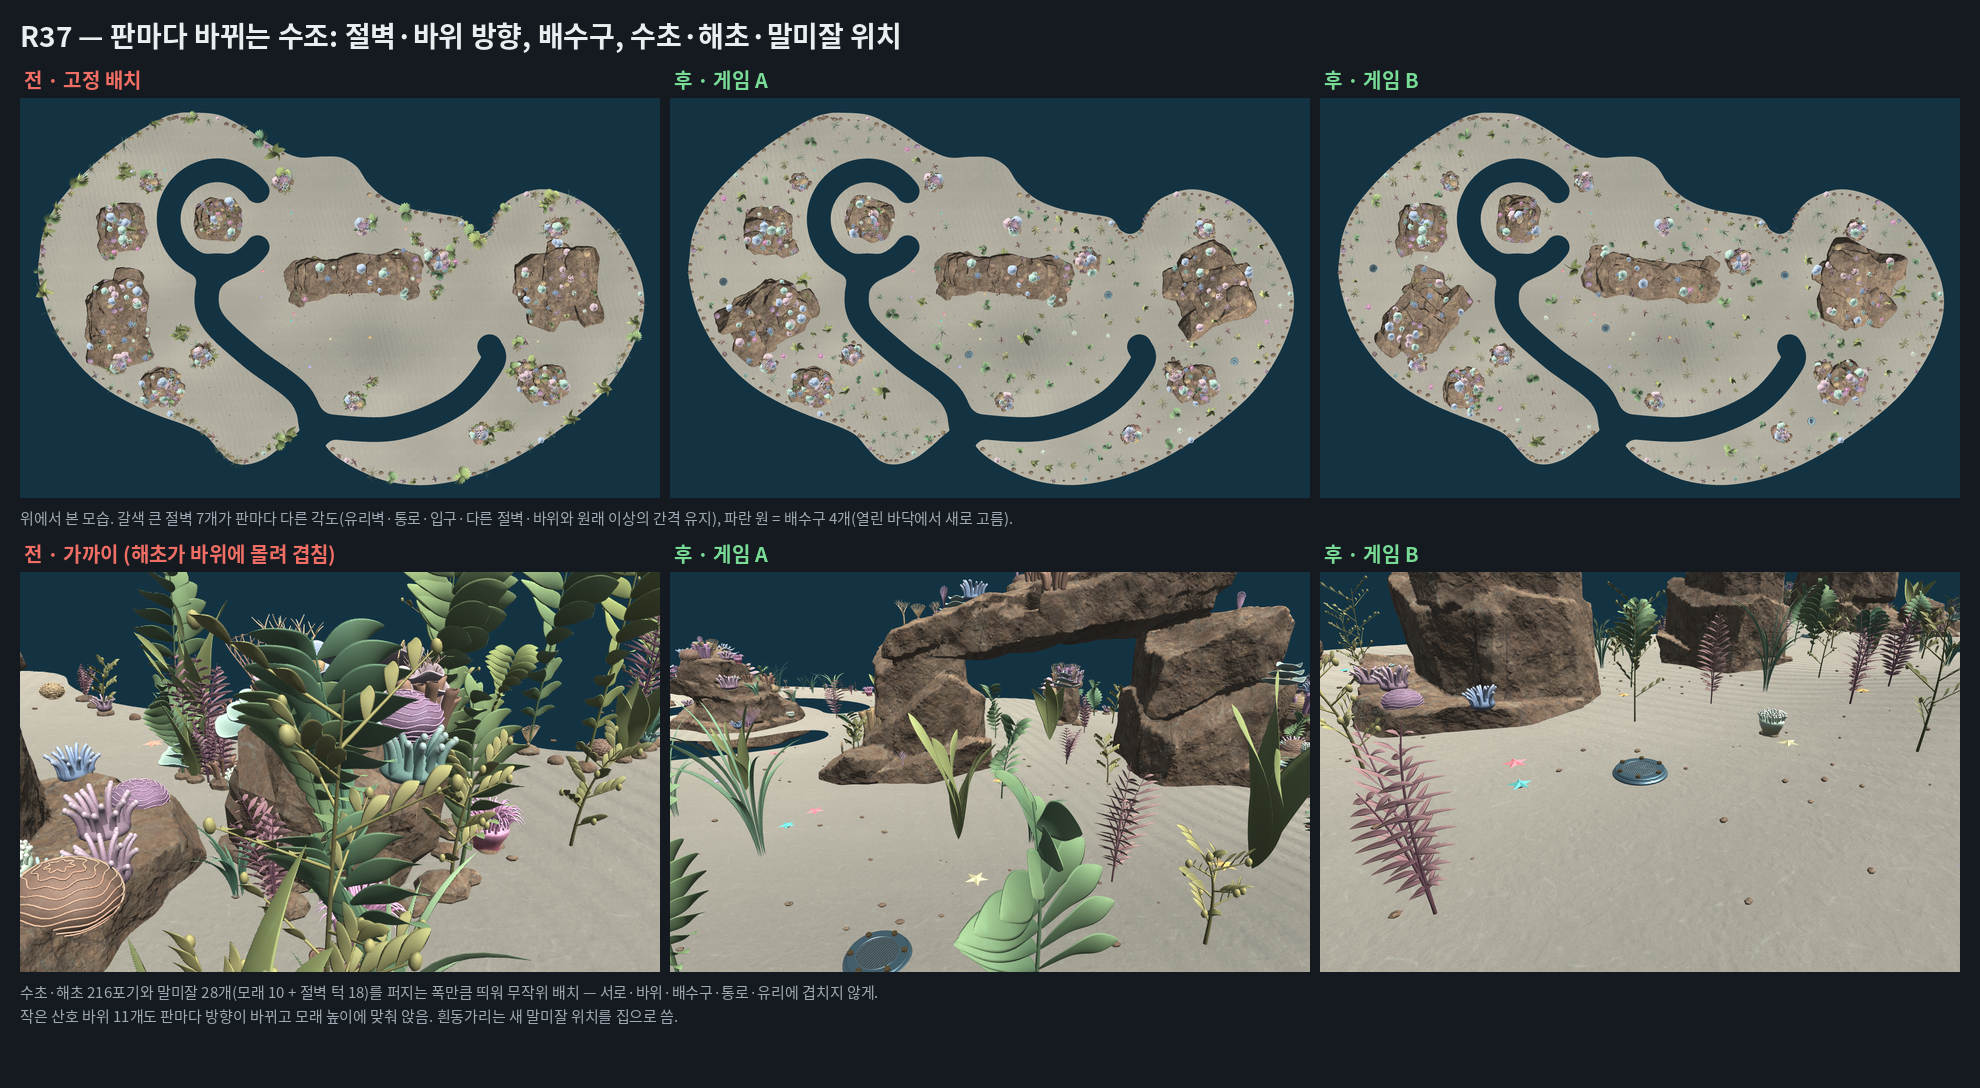 R37 — 판마다 바뀌는 수조: 절벽·바위 방향, 배수구, 수초·해초·말미잘 위치
전 · 고정 배치
후 · 게임 A
후 · 게임 B
위에서 본 모습. 갈색 큰 절벽 7개가 판마다 다른 각도(유리벽·통로·입구·다른 절벽·바위와 원래 이상의 간격 유지), 파란 원 = 배수구 4개(열린 바닥에서 새로 고름).
전 · 가까이 (해초가 바위에 몰려 겹침)
후 · 게임 A
후 · 게임 B
수초·해초 216포기와 말미잘 28개(모래 10 + 절벽 턱 18)를 퍼지는 폭만큼 띄워 무작위 배치 — 서로·바위·배수구·통로·유리에 겹치지 않게.
작은 산호 바위 11개도 판마다 방향이 바뀌고 모래 높이에 맞춰 앉음. 흰동가리는 새 말미잘 위치를 집으로 씀.